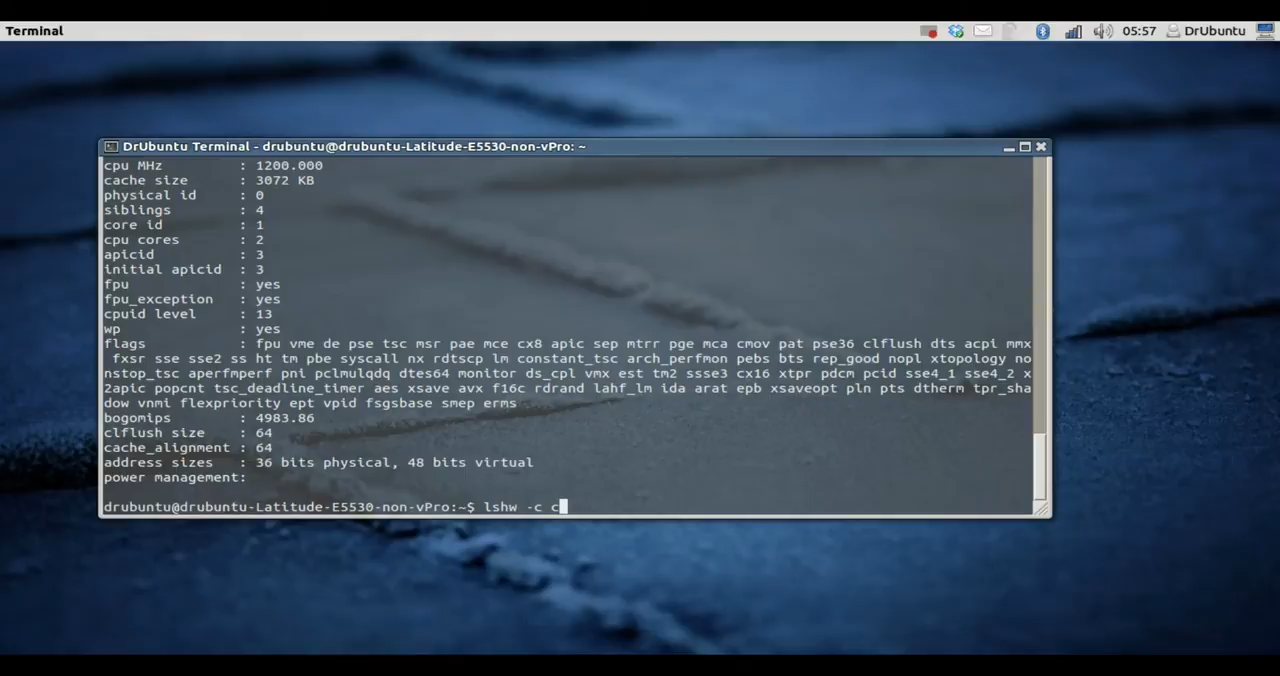 Terminal
05:57 DrUbuntu
DrUbuntu Terminal - drubuntu@drubuntu-Latitude-E5530-non-vPro: ~
cpu MHz : 1200.000
cache size : 3072 KB
physical id : 0
siblings : 4
core id : 1
cpu cores : 2
apicid : 3
initial apicid : 3
fpu : yes
fpu_exception : yes
cpuid level : 13
wp : yes
flags : fpu vme de pse tsc msr pae mce cx8 apic sep mtrr pge mca cmov pat pse36 clflush dts acpi mmx
fxsr sse sse2 ss ht tm pbe syscall nx rdtscp lm constant_tsc arch_perfmon pebs bts rep_good nopl xtopology no
nstop_tsc aperfmperf pni pclmulqdq dtes64 monitor ds_cpl vmx est tm2 ssse3 cx16 xtpr pdcm pcid sse4_1 sse4_2 x
2apic popcnt tsc_deadline_timer aes xsave avx f16c rdrand lahf_lm ida arat epb xsaveopt pln pts dtherm tpr_sha
dow vnmi flexpriority ept vpid fsgsbase smep erms
bogomips : 4983.86
clflush size : 64
cache_alignment : 64
address sizes : 36 bits physical, 48 bits virtual
power management:
drubuntu@drubuntu-Latitude-E5530-non-vPro:~$ lshw -c c